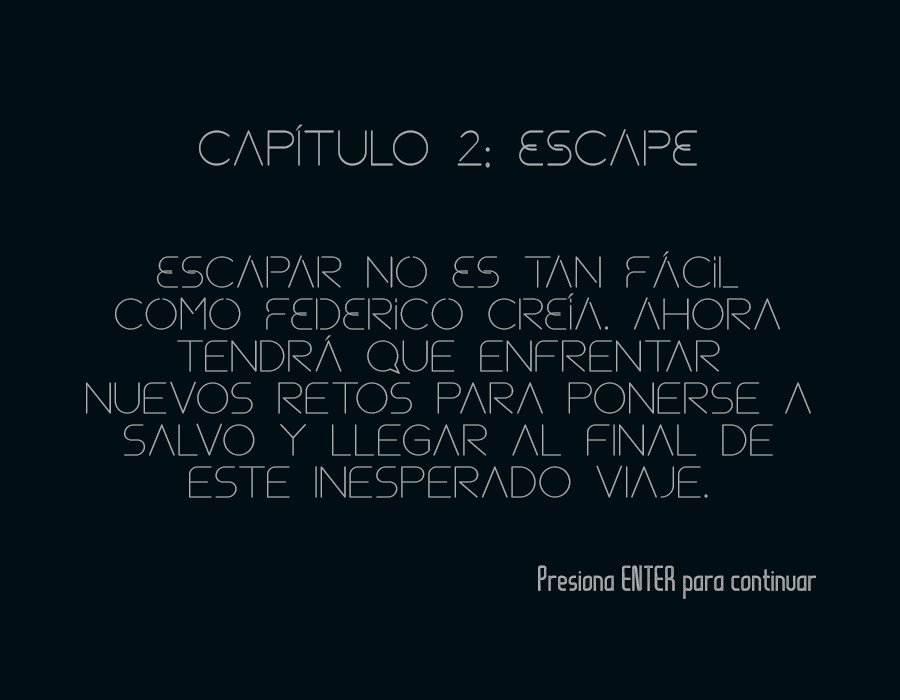 CAPÍTULO 2: ESCAPE
ESCAPAR NO ES TAN FÁCiL
COMO FEDERiCO CREÍA. AHORA
TENDRÁ QUE ENFRENTAR
NUEVOS RETOS PARA PONERSE A
SALVO Y LLEGAR AL FINAL DE
ESTE INESPERADO VIAJE.
Presiona ENTER para continuar